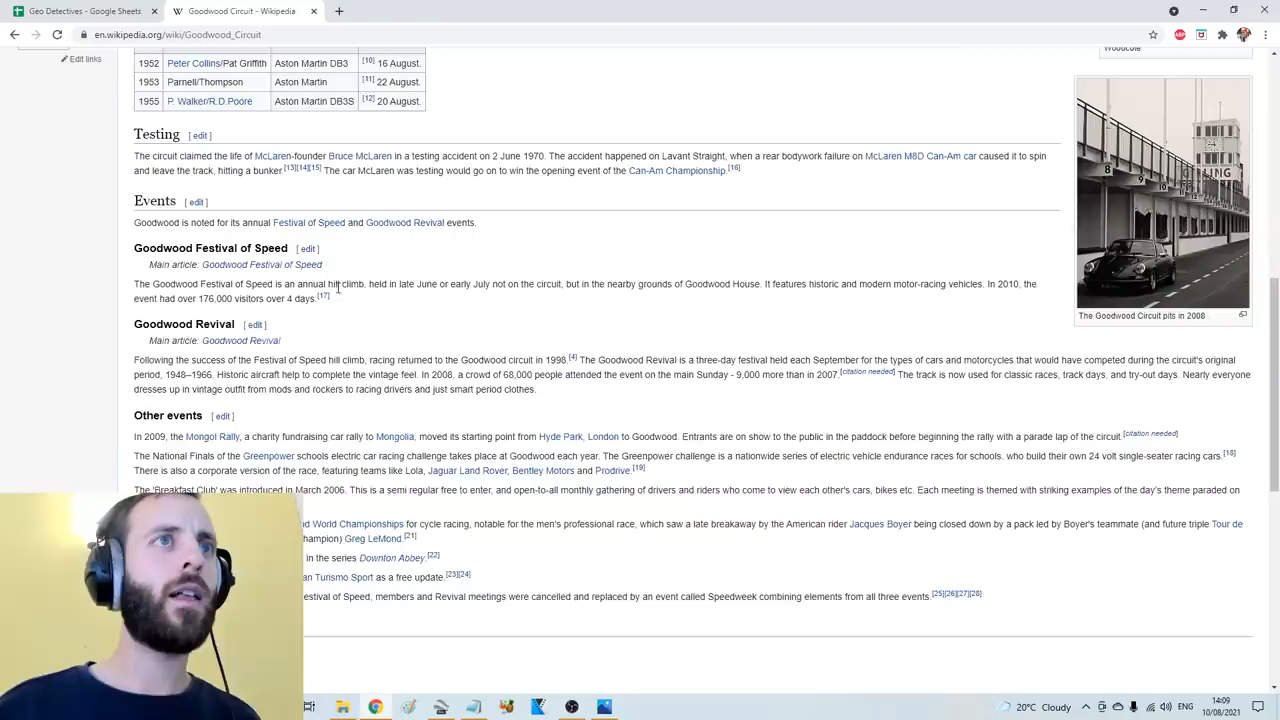 Geo Detectives - Google Sheets
Goodwood Circuit - Wikipedia
en.wikipedia.org/wiki/Goodwood_Circuit
Edit links
1952 Peter Collins/Pat Griffith Aston Martin DB3 [10] 16 August.
1953 Parnell/Thompson Aston Martin [11] 22 August.
1955 P. Walker/R.D.Poore Aston Martin DB3S [12] 20 August.
Woodcote
Testing [ edit ]
The circuit claimed the life of McLaren-founder Bruce McLaren in a testing accident on 2 June 1970. The accident happened on Lavant Straight, when a rear bodywork failure on McLaren M8D Can-Am car caused it to spin
and leave the track, hitting a bunker.[13][14][15] The car McLaren was testing would go on to win the opening event of the Can-Am Championship.[16]
Events [ edit ]
Goodwood is noted for its annual Festival of Speed and Goodwood Revival events.
8 9 10 11
Goodwood Festival of Speed [ edit ]
Main article: Goodwood Festival of Speed
The Goodwood Festival of Speed is an annual hill climb, held in late June or early July not on the circuit, but in the nearby grounds of Goodwood House. It features historic and modern motor-racing vehicles. In 2010, the
event had over 176,000 visitors over 4 days.[17]
The Goodwood Circuit pits in 2008
Goodwood Revival [ edit ]
Main article: Goodwood Revival
Following the success of the Festival of Speed hill climb, racing returned to the Goodwood circuit in 1998.[4] The Goodwood Revival is a three-day festival held each September for the types of cars and motorcycles that would have competed during the circuit's original
period, 1948–1966. Historic aircraft help to complete the vintage feel. In 2008, a crowd of 68,000 people attended the event on the main Sunday - 9,000 more than in 2007.[citation needed] The track is now used for classic races, track days, and try-out days. Nearly everyone
dresses up in vintage outfit from mods and rockers to racing drivers and just smart period clothes.
Other events [ edit ]
In 2009, the Mongol Rally, a charity fundraising car rally to Mongolia, moved its starting point from Hyde Park, London to Goodwood. Entrants are on show to the public in the paddock before beginning the rally with a parade lap of the circuit.[citation needed]
The National Finals of the Greenpower schools electric car racing challenge takes place at Goodwood each year. The Greenpower challenge is a nationwide series of electric vehicle endurance races for schools, who build their own 24 volt single-seater racing cars.[18]
There is also a corporate version of the race, featuring teams like Lola, Jaguar Land Rover, Bentley Motors and Prodrive.[19]
The 'Breakfast Club' was introduced in March 2006. This is a semi regular free to enter, and open-to-all monthly gathering of drivers and riders who come to view each other's cars, bikes etc. Each meeting is themed with striking examples of the day's theme paraded on
d World Championships for cycle racing, notable for the men's professional race, which saw a late breakaway by the American rider Jacques Boyer being closed down by a pack led by Boyer's teammate (and future triple Tour de
hampion) Greg LeMond.[21]
in the series Downton Abbey.[22]
an Turismo Sport as a free update.[23][24]
estival of Speed, members and Revival meetings were cancelled and replaced by an event called Speedweek combining elements from all three events.[25][26][27][28]
20°C Cloudy
14:09
10/08/2021